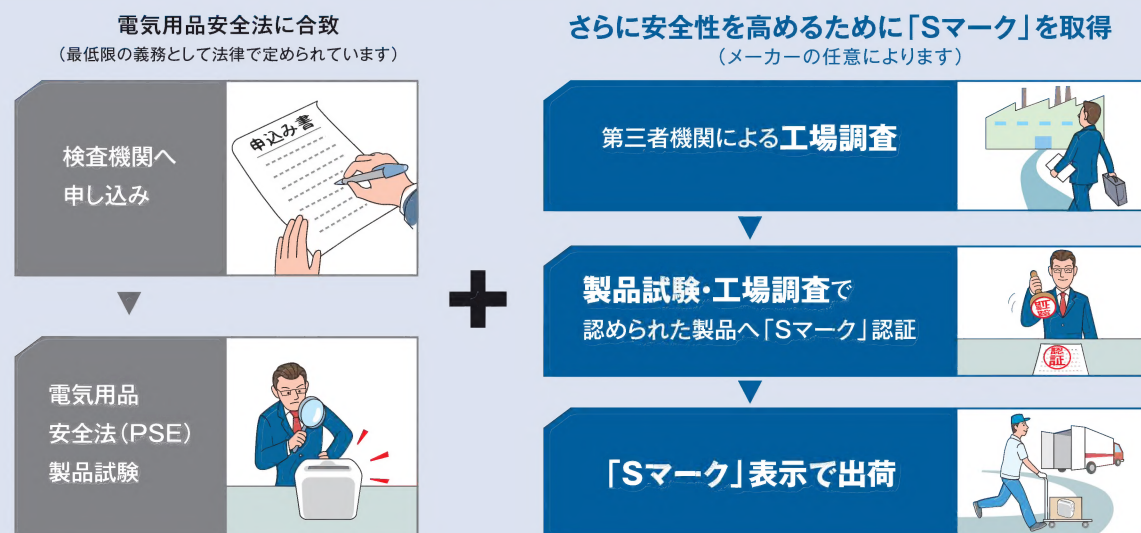 電気用品安全法に合致
（最低限の義務として法律で定められています）
検査機関へ
申し込み
申込み書
電気用品
安全法（PSE）
製品試験
さらに安全性を高めるために「Sマーク」を取得
（メーカーの任意によります）
第三者機関による工場調査
製品試験・工場調査で
認められた製品へ「Sマーク」認証
認証
認証
「Sマーク」表示で出荷